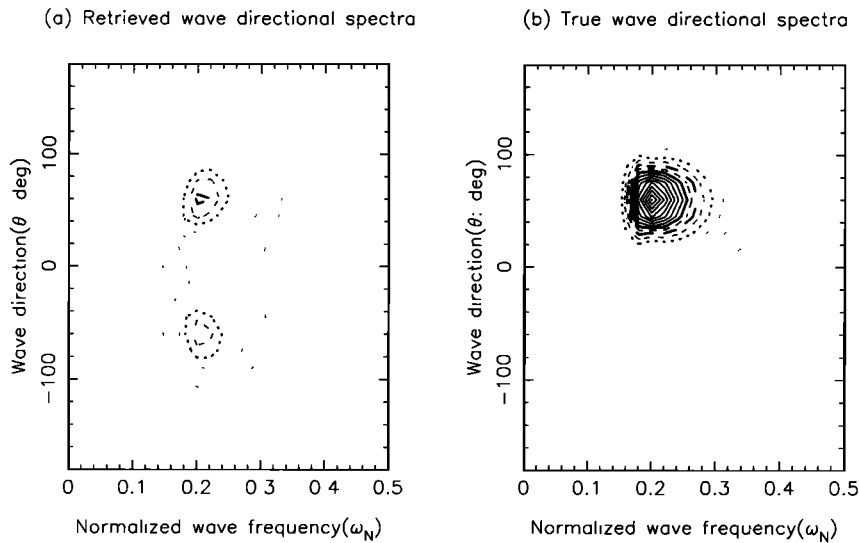 (a) Retrieved wave directional spectra
(b) True wave directional spectra
Wave direction(θ deg)
100
0
−100
0 0.1 0.2 0.3 0 4 0.5
Normalized wave frequency(ω_N)
Wave direction(θ: deg)
100
0
−100
0 0.1 0.2 0.3 0.4 0.5
Normalized wave frequency(ω_N)